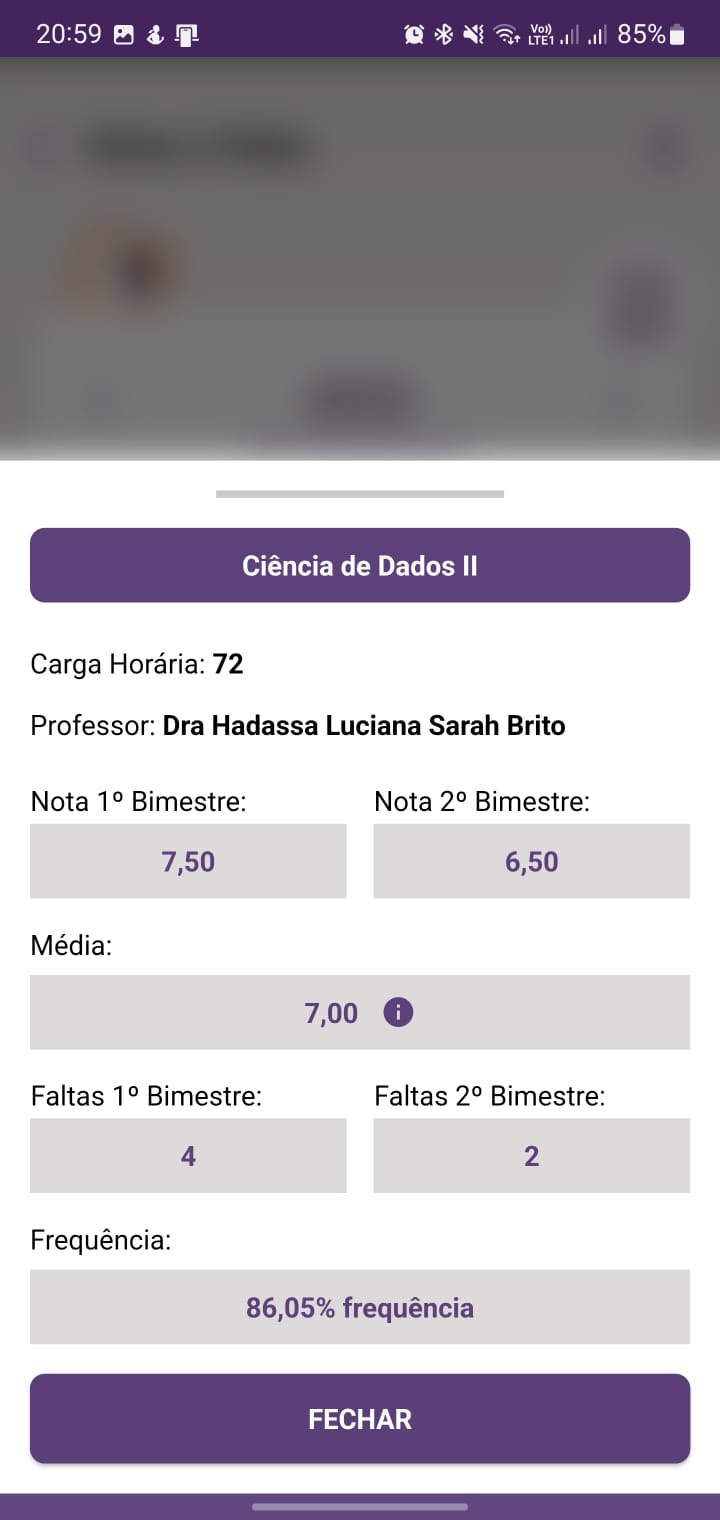 20:59 Vo)) LTE1 85%
Ciência de Dados II
Carga Horária: 72
Professor: Dra Hadassa Luciana Sarah Brito
Nota 1º Bimestre: Nota 2º Bimestre:
7,50 6,50
Média:
7,00
Faltas 1º Bimestre: Faltas 2º Bimestre:
4 2
Frequência:
86,05% frequência
FECHAR